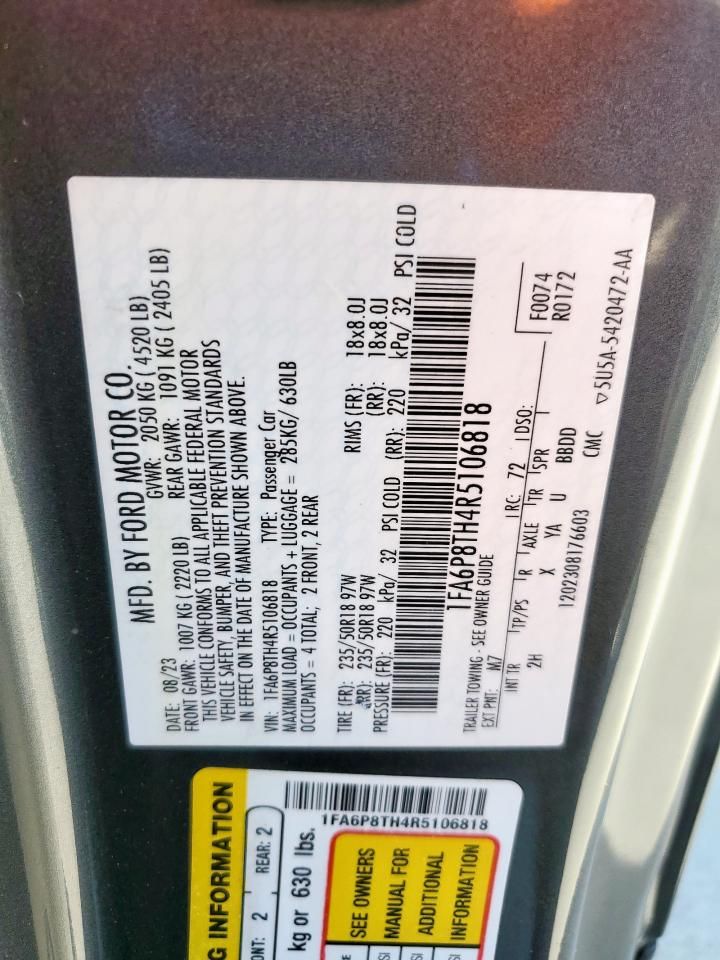 MFD. BY FORD MOTOR CO.
DATE: 08/23 GVWR: 2050 KG ( 4520 LB)
FRONT GAWR: 1007 KG ( 2220 LB) REAR GAWR: 1091 KG ( 2405 LB)
THIS VEHICLE CONFORMS TO ALL APPLICABLE FEDERAL MOTOR
VEHICLE SAFETY, BUMPER, AND THEFT PREVENTION STANDARDS
IN EFFECT ON THE DATE OF MANUFACTURE SHOWN ABOVE.
VIN: 1FA6P8TH4R5106818 TYPE: Passenger Car
MAXIMUM LOAD = OCCUPANTS + LUGGAGE = 285KG/ 630LB
OCCUPANTS = 4 TOTAL; 2 FRONT, 2 REAR
TIRE (FR): 235/50R18 97W RIMS (FR): 18x8.0J
(RR): 235/50R18 97W (RR): 18x8.0J
PRESSURE (FR): 220 kPa/ 32 PSI COLD (RR): 220 kPa/ 32 PSI COLD
1FA6P8TH4R5106818
TRAILER TOWING - SEE OWNER GUIDE
EXT PNT: M7 RC: 72 DSO: F0074
R0172
INT TR TP/PS R AXLE TR SPR
2H X YA U BBDD
1202308176603 CMC ▽5U5A-5420472-AA
G INFORMATION
ONT: 2 REAR: 2
kg or 630 lbs.
1FA6P8TH4R5106818
SEE OWNERS
MANUAL FOR
ADDITIONAL
INFORMATION